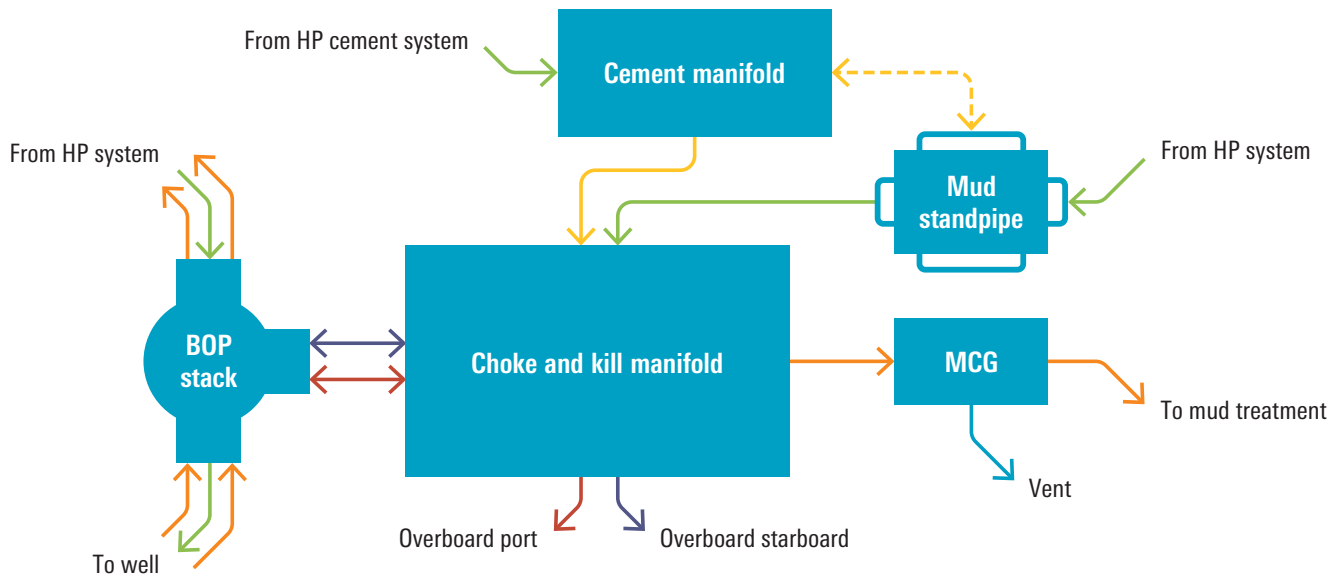 From HP cement system
Cement manifold
From HP system
From HP system
Mud
standpipe
BOP
stack
Choke and kill manifold
MCG
To mud treatment
Vent
Overboard port
Overboard starboard
To well